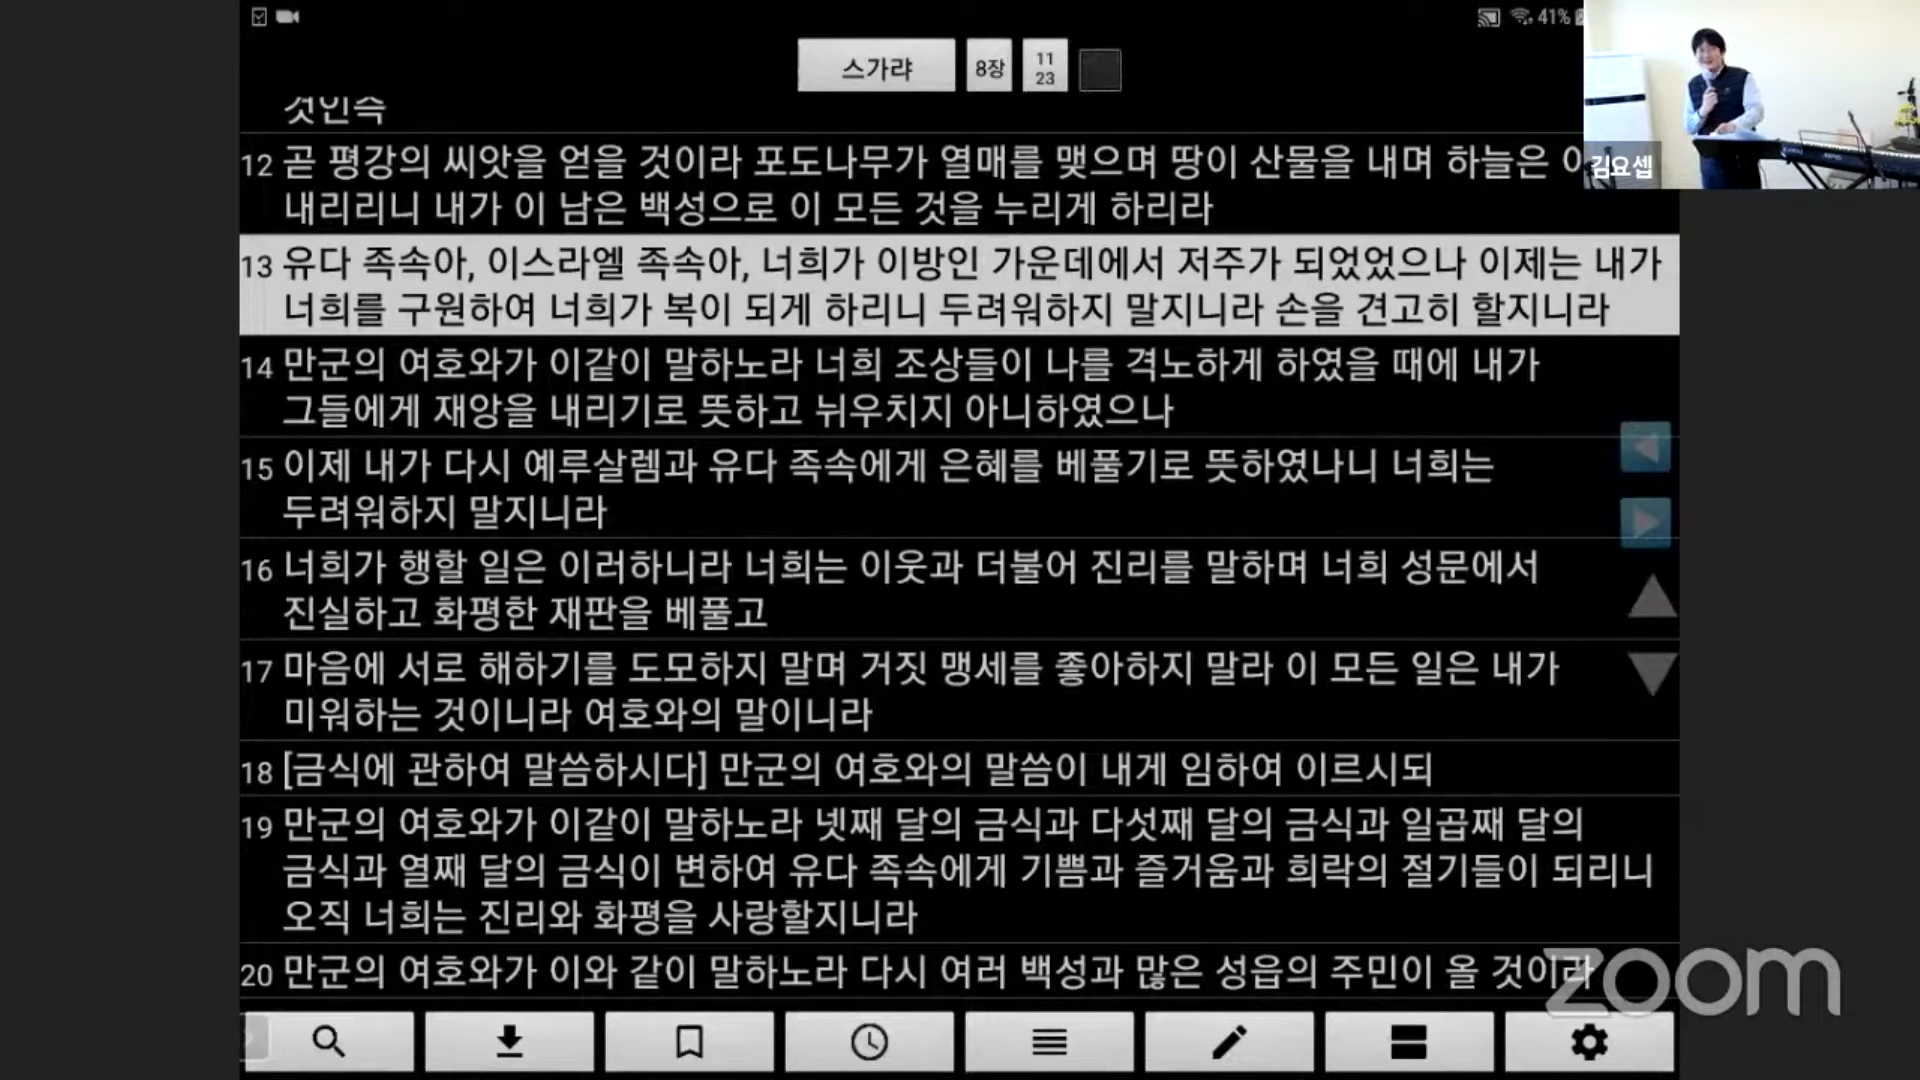 41%
스가랴
8장
11
23
것인즉
12 곧 평강의 씨앗을 얻을 것이라 포도나무가 열매를 맺으며 땅이 산물을 내며 하늘은 이
내리리니 내가 이 남은 백성으로 이 모든 것을 누리게 하리라
13 유다 족속아, 이스라엘 족속아, 너희가 이방인 가운데에서 저주가 되었었으나 이제는 내가
너희를 구원하여 너희가 복이 되게 하리니 두려워하지 말지니라 손을 견고히 할지니라
14 만군의 여호와가 이같이 말하노라 너희 조상들이 나를 격노하게 하였을 때에 내가
그들에게 재앙을 내리기로 뜻하고 뉘우치지 아니하였으나
15 이제 내가 다시 예루살렘과 유다 족속에게 은혜를 베풀기로 뜻하였나니 너희는
두려워하지 말지니라
16 너희가 행할 일은 이러하니라 너희는 이웃과 더불어 진리를 말하며 너희 성문에서
진실하고 화평한 재판을 베풀고
17 마음에 서로 해하기를 도모하지 말며 거짓 맹세를 좋아하지 말라 이 모든 일은 내가
미워하는 것이니라 여호와의 말이니라
18 [금식에 관하여 말씀하시다] 만군의 여호와의 말씀이 내게 임하여 이르시되
19 만군의 여호와가 이같이 말하노라 넷째 달의 금식과 다섯째 달의 금식과 일곱째 달의
금식과 열째 달의 금식이 변하여 유다 족속에게 기쁨과 즐거움과 희락의 절기들이 되리니
오직 너희는 진리와 화평을 사랑할지니라
20 만군의 여호와가 이와 같이 말하노라 다시 여러 백성과 많은 성읍의 주민이 올 것이라
김요셉
zoom